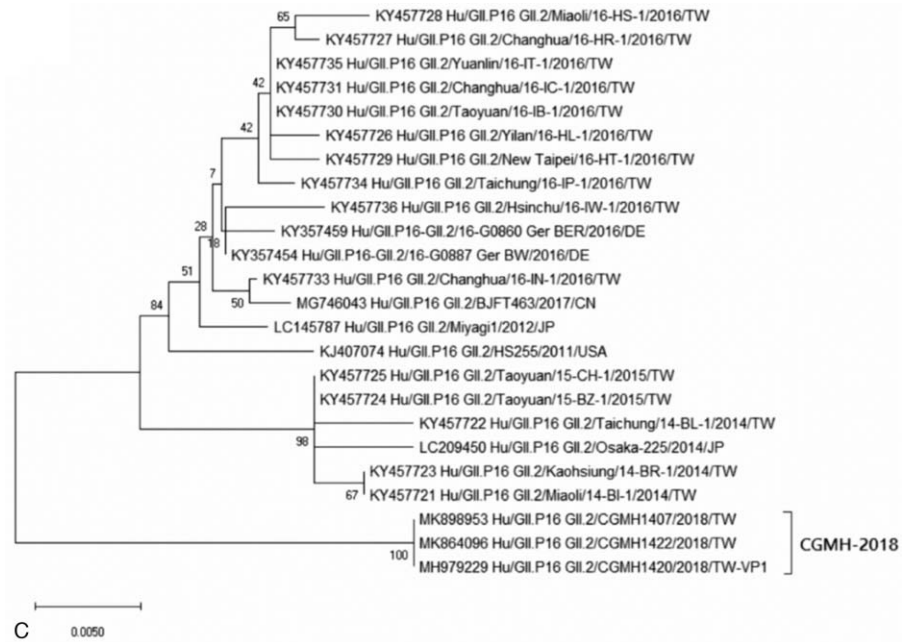 65
KY457728 Hu/GII.P16 GII.2/Miaoli/16-HS-1/2016/TW
KY457727 Hu/GII.P16 GII.2/Changhua/16-HR-1/2016/TW
KY457735 Hu/GII.P16 GII.2/Yuanlin/16-IT-1/2016/TW
42
KY457731 Hu/GII.P16 GII.2/Changhua/16-IC-1/2016/TW
KY457730 Hu/GII.P16 GII.2/Taoyuan/16-IB-1/2016/TW
42
KY457726 Hu/GII.P16 GII.2/Yilan/16-HL-1/2016/TW
KY457729 Hu/GII.P16 GII.2/New Taipei/16-HT-1/2016/TW
7
KY457734 Hu/GII.P16 GII.2/Taichung/16-IP-1/2016/TW
KY457736 Hu/GII.P16 GII.2/Hsinchu/16-IW-1/2016/TW
28
KY357459 Hu/GII.P16-GII.2/16-G0860 Ger BER/2016/DE
18
KY357454 Hu/GII.P16-GII.2/16-G0887 Ger BW/2016/DE
51
KY457733 Hu/GII.P16 GII.2/Changhua/16-IN-1/2016/TW
50
MG746043 Hu/GII.P16 GII.2/BJFT463/2017/CN
84
LC145787 Hu/GII.P16 GII.2/Miyagi1/2012/JP
KJ407074 Hu/GII.P16 GII.2/HS255/2011/USA
KY457725 Hu/GII.P16 GII.2/Taoyuan/15-CH-1/2015/TW
KY457724 Hu/GII.P16 GII.2/Taoyuan/15-BZ-1/2015/TW
KY457722 Hu/GII.P16 GII.2/Taichung/14-BL-1/2014/TW
98
LC209450 Hu/GII.P16 GII.2/Osaka-225/2014/JP
KY457723 Hu/GII.P16 GII.2/Kaohsiung/14-BR-1/2014/TW
67
KY457721 Hu/GII.P16 GII.2/Miaoli/14-BI-1/2014/TW
MK898953 Hu/GII.P16 GII.2/CGMH1407/2018/TW
MK864096 Hu/GII.P16 GII.2/CGMH1422/2018/TW
CGMH-2018
100
MH979229 Hu/GII.P16 GII.2/CGMH1420/2018/TW-VP1
C
0.0050